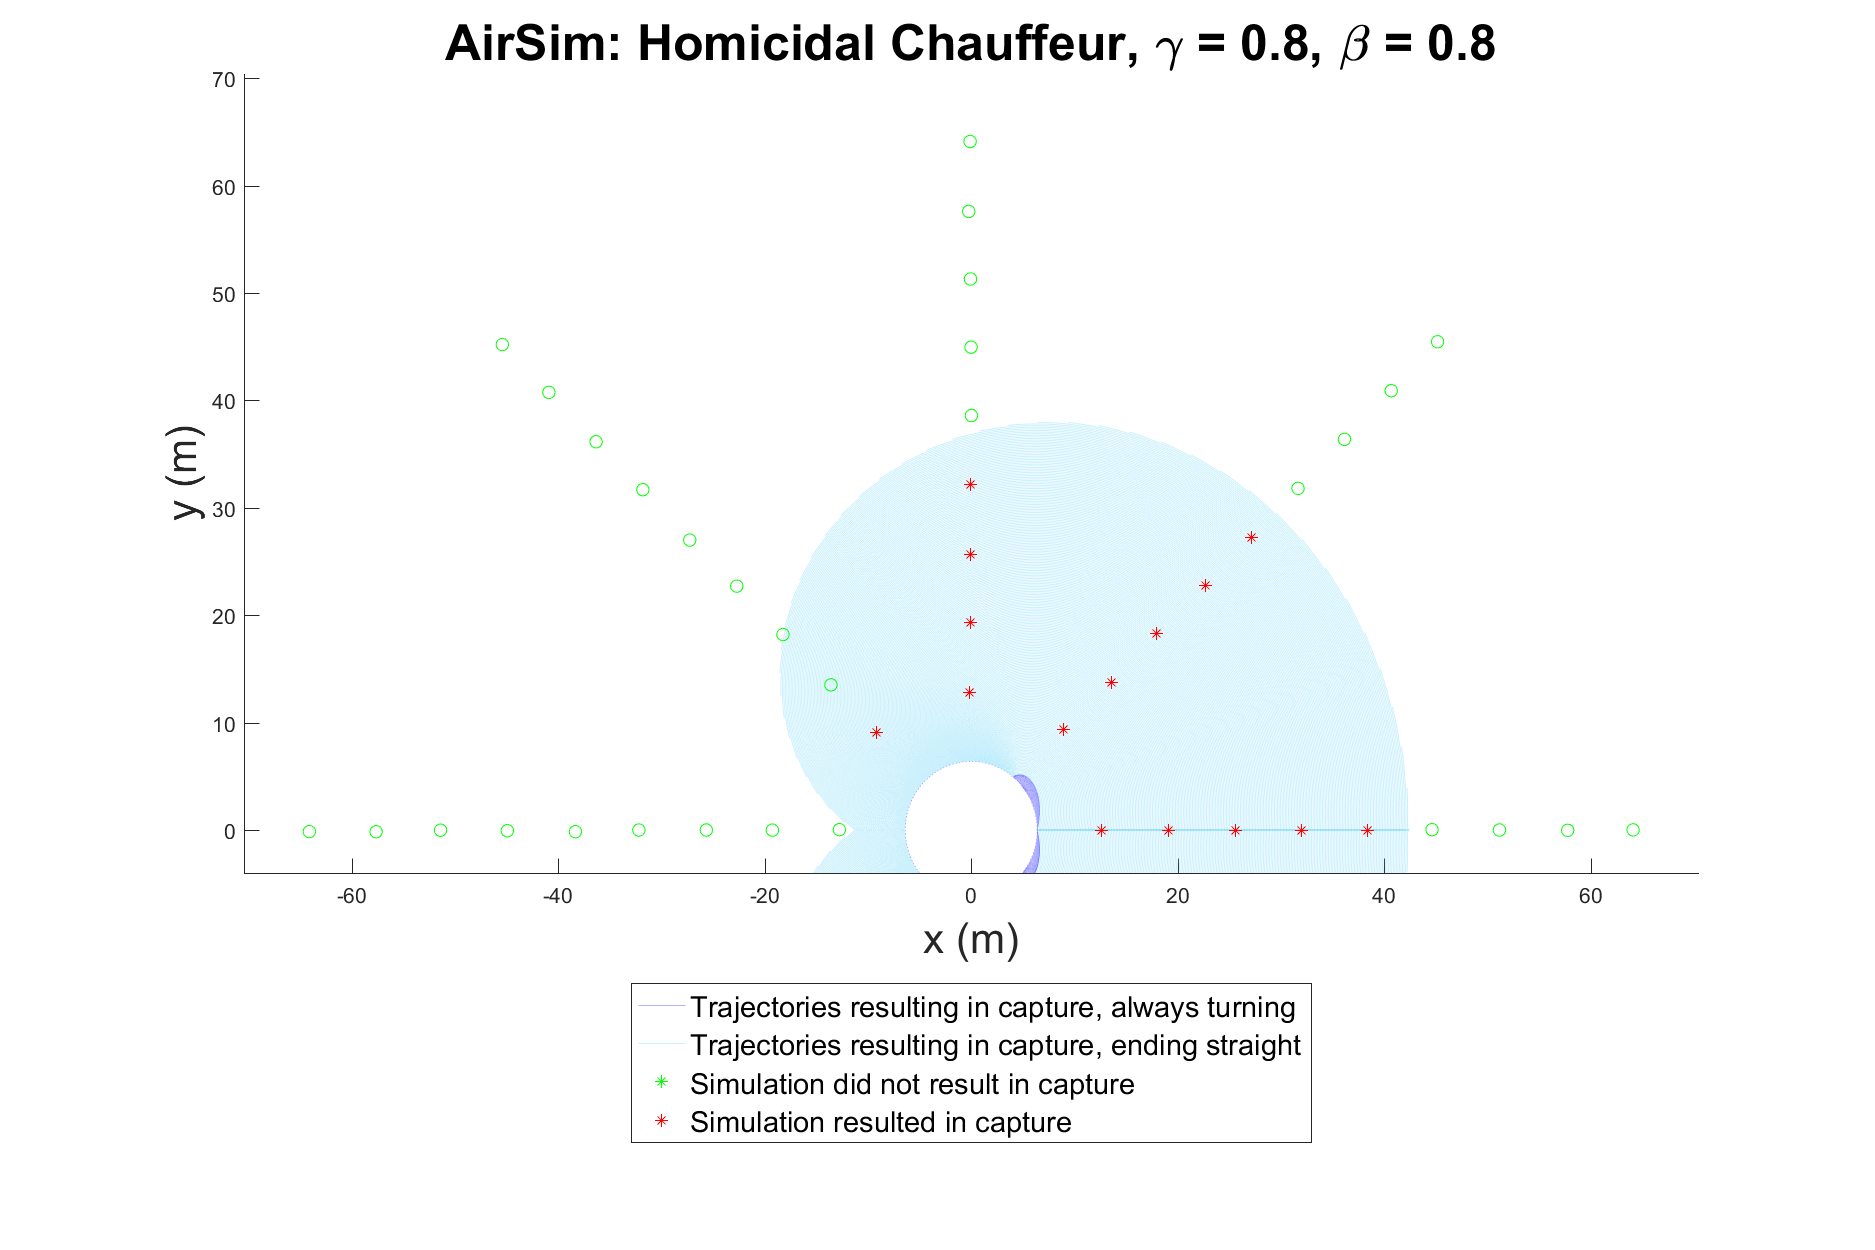 AirSim: Homicidal Chauffeur, γ = 0.8, β = 0.8
70
60
50
40
30
20
10
0
y (m)
-60 -40 -20 0 20 40 60
x (m)
Trajectories resulting in capture, always turning
Trajectories resulting in capture, ending straight
Simulation did not result in capture
Simulation resulted in capture